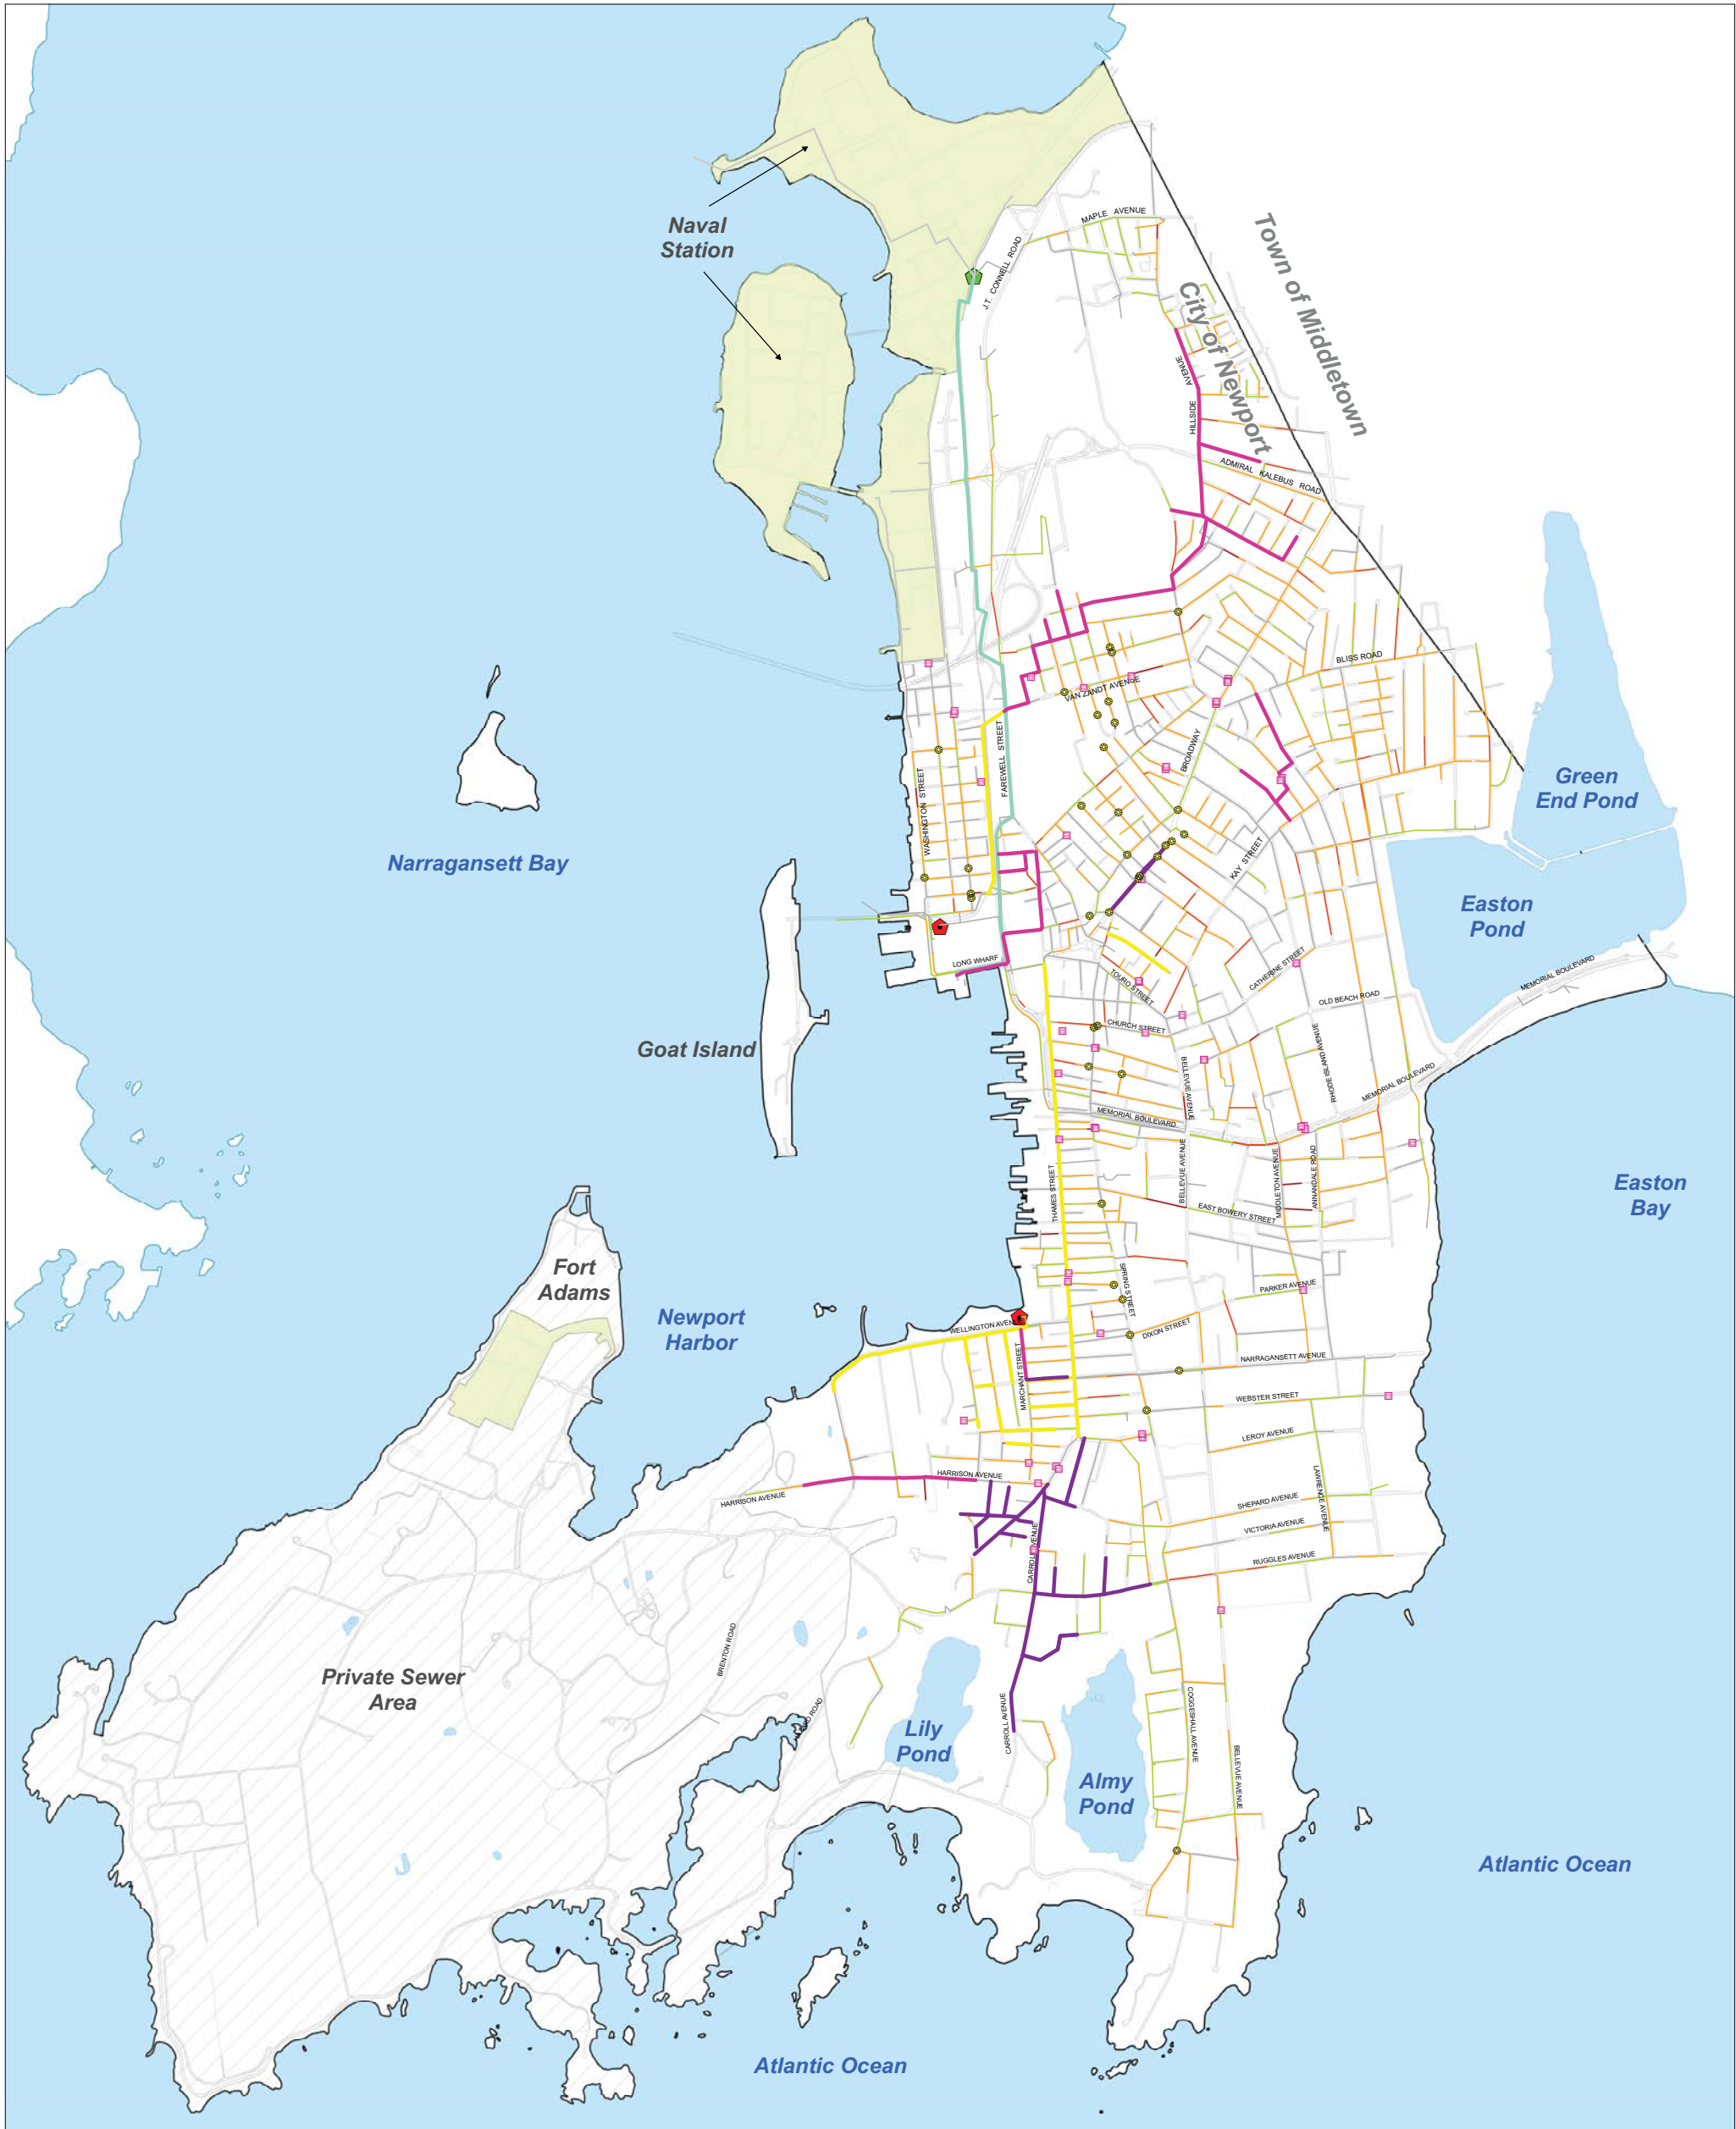 Naval
Station
MAPLE AVENUE
J.T. CONNELL ROAD
Town of Middletown
City of Newport
HILLSIDE
AVENUE
ADMIRAL KALEBUS ROAD
BLISS ROAD
VAN ZANDT AVENUE
BROADWAY
FAREWELL STREET
WASHINGTON STREET
Green
End Pond
Narragansett Bay
KAY STREET
Easton
Pond
LONG WHARF
TOURO STREET
CATHERINE STREET
MEMORIAL BOULEVARD
OLD BEACH ROAD
CHURCH STREET
Goat Island
RHODE ISLAND AVENUE
BELLEVUE AVENUE
MEMORIAL BOULEVARD
MEMORIAL BOULEVARD
THAMES STREET
BELLEVUE AVENUE
MIDDLETON AVENUE
ANNANDALE ROAD
Easton
Bay
EAST BOWERY STREET
Fort
Adams
SPRING STREET
PARKER AVENUE
Newport
Harbor
WELLINGTON AVENUE
DIXON STREET
MARCHANT STREET
NARRAGANSETT AVENUE
WEBSTER STREET
LEROY AVENUE
HARRISON AVENUE
HARRISON AVENUE
LAWRENCE AVENUE
SHEPARD AVENUE
VICTORIA AVENUE
CARROLL AVENUE
RUGGLES AVENUE
BRENTON ROAD
Private Sewer
Area
ROAD
Lily
Pond
CARROLL AVENUE
COGGESHALL AVENUE
BELLEVUE AVENUE
Almy
Pond
Atlantic Ocean
Atlantic Ocean